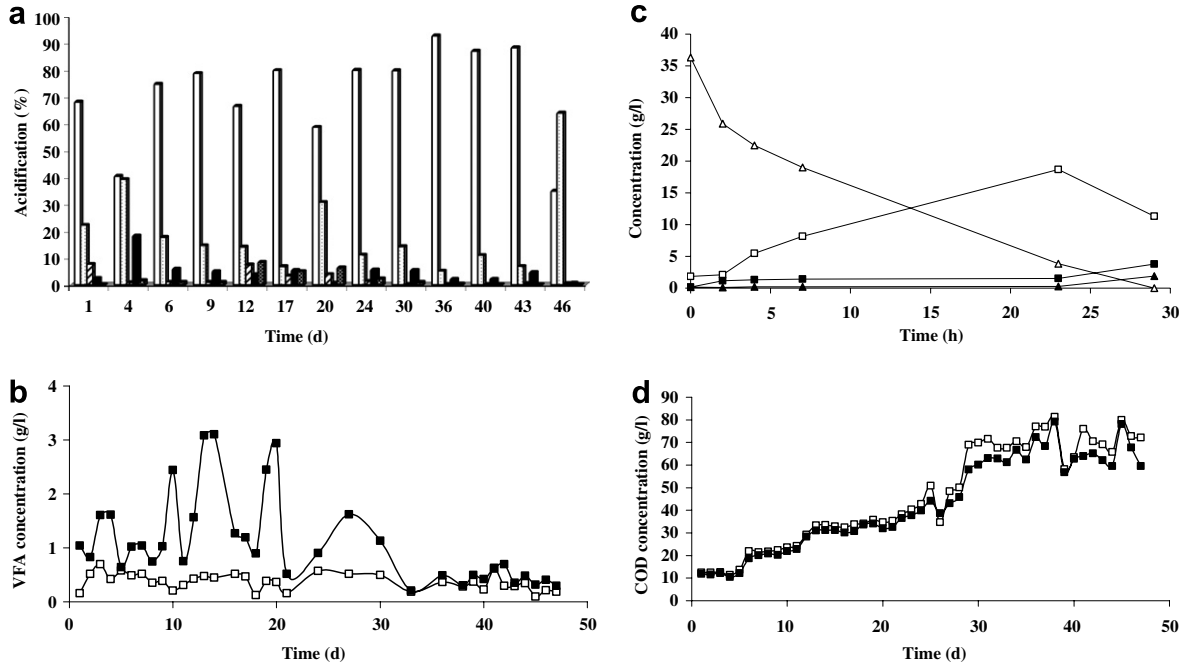 a
100
90
80
70
60
50
40
30
20
10
0
Acidification (%)
1 4 6 9 12 17 20 24 30 36 40 43 46
Time (d)
c
40
35
30
25
20
15
10
5
0
Concentration (g/l)
0 5 10 15 20 25 30
Time (h)
b
4
3
2
1
0
VFA concentration (g/l)
0 10 20 30 40 50
Time (d)
d
90
80
70
60
50
40
30
20
10
0
COD concentration (g/l)
0 10 20 30 40 50
Time (d)